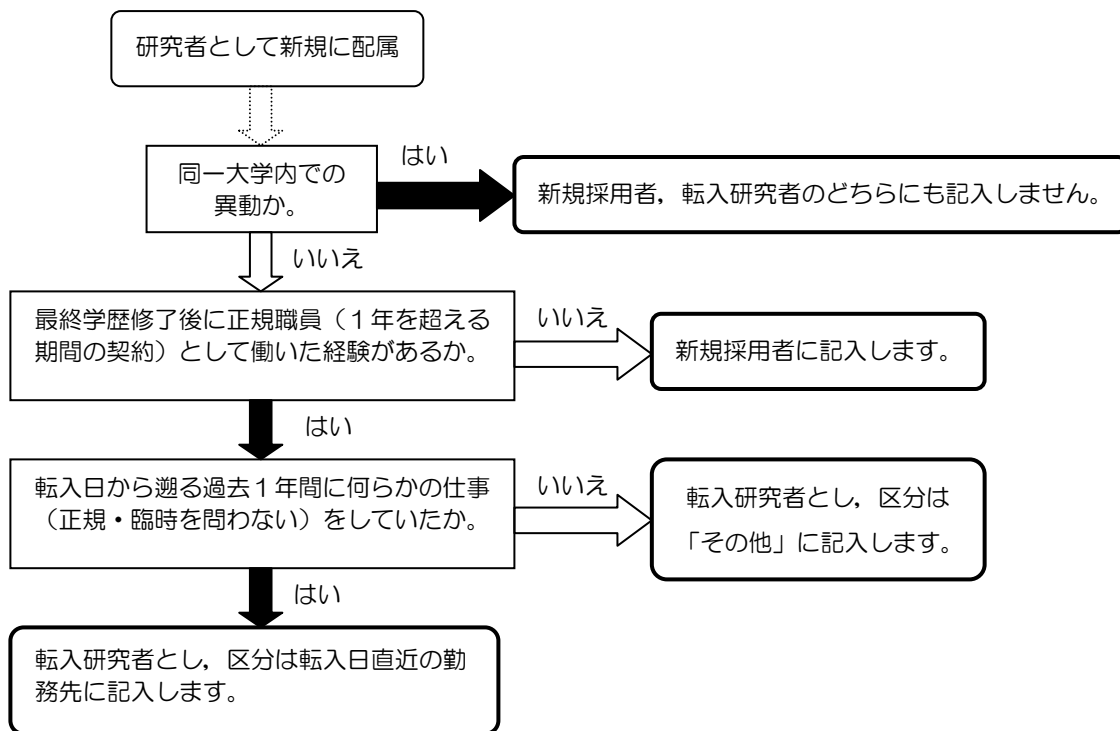 研究者として新規に配属
同一大学内での
異動か。
はい
新規採用者，転入研究者のどちらにも記入しません。
いいえ
最終学歴修了後に正規職員（１年を超える
期間の契約）として働いた経験があるか。
いいえ
新規採用者に記入します。
はい
転入日から遡る過去１年間に何らかの仕事
（正規・臨時を問わない）をしていたか。
いいえ
転入研究者とし，区分は
「その他」に記入します。
はい
転入研究者とし，区分は転入日直近の勤
務先に記入します。